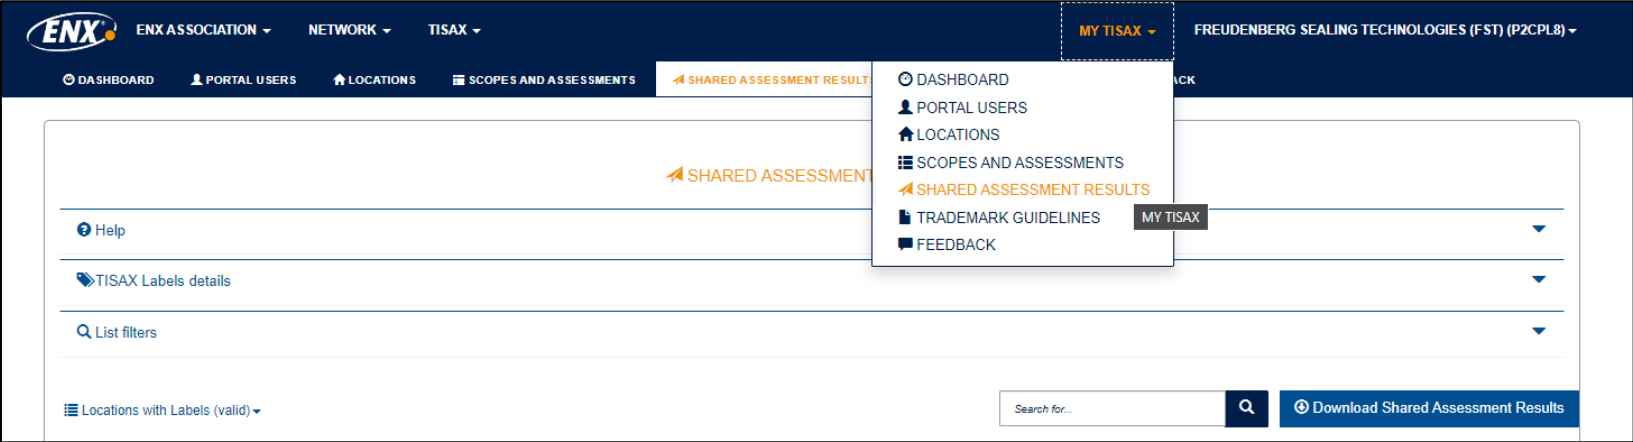 ENX ENX ASSOCIATION NETWORK TISAX MY TISAX FREUDENBERG SEALING TECHNOLOGIES (FST) (P2CPL8)
DASHBOARD PORTAL USERS LOCATIONS SCOPES AND ASSESSMENTS SHARED ASSESSMENT RESULT
DASHBOARD
PORTAL USERS
LOCATIONS
SCOPES AND ASSESSMENTS
SHARED ASSESSMENT RESULTS
TRADEMARK GUIDELINES
FEEDBACK
MY TISAX
SHARED ASSESSMENT
Help
TISAX Labels details
List filters
Locations with Labels (valid) Search for... Download Shared Assessment Results